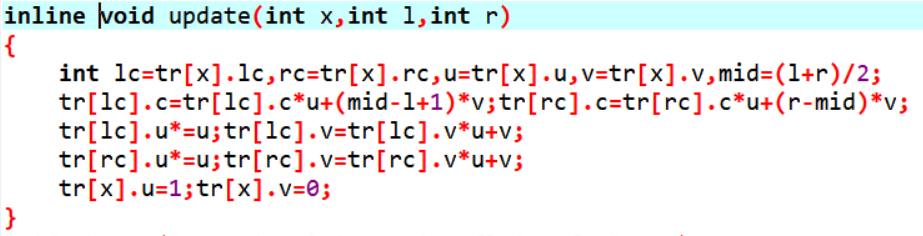 inline void update(int x,int l,int r)
{
    int lc=tr[x].lc,rc=tr[x].rc,u=tr[x].u,v=tr[x].v,mid=(l+r)/2;
    tr[lc].c=tr[lc].c*u+(mid-l+1)*v;tr[rc].c=tr[rc].c*u+(r-mid)*v;
    tr[lc].u*=u;tr[lc].v=tr[lc].v*u+v;
    tr[rc].u*=u;tr[rc].v=tr[rc].v*u+v;
    tr[x].u=1;tr[x].v=0;
}